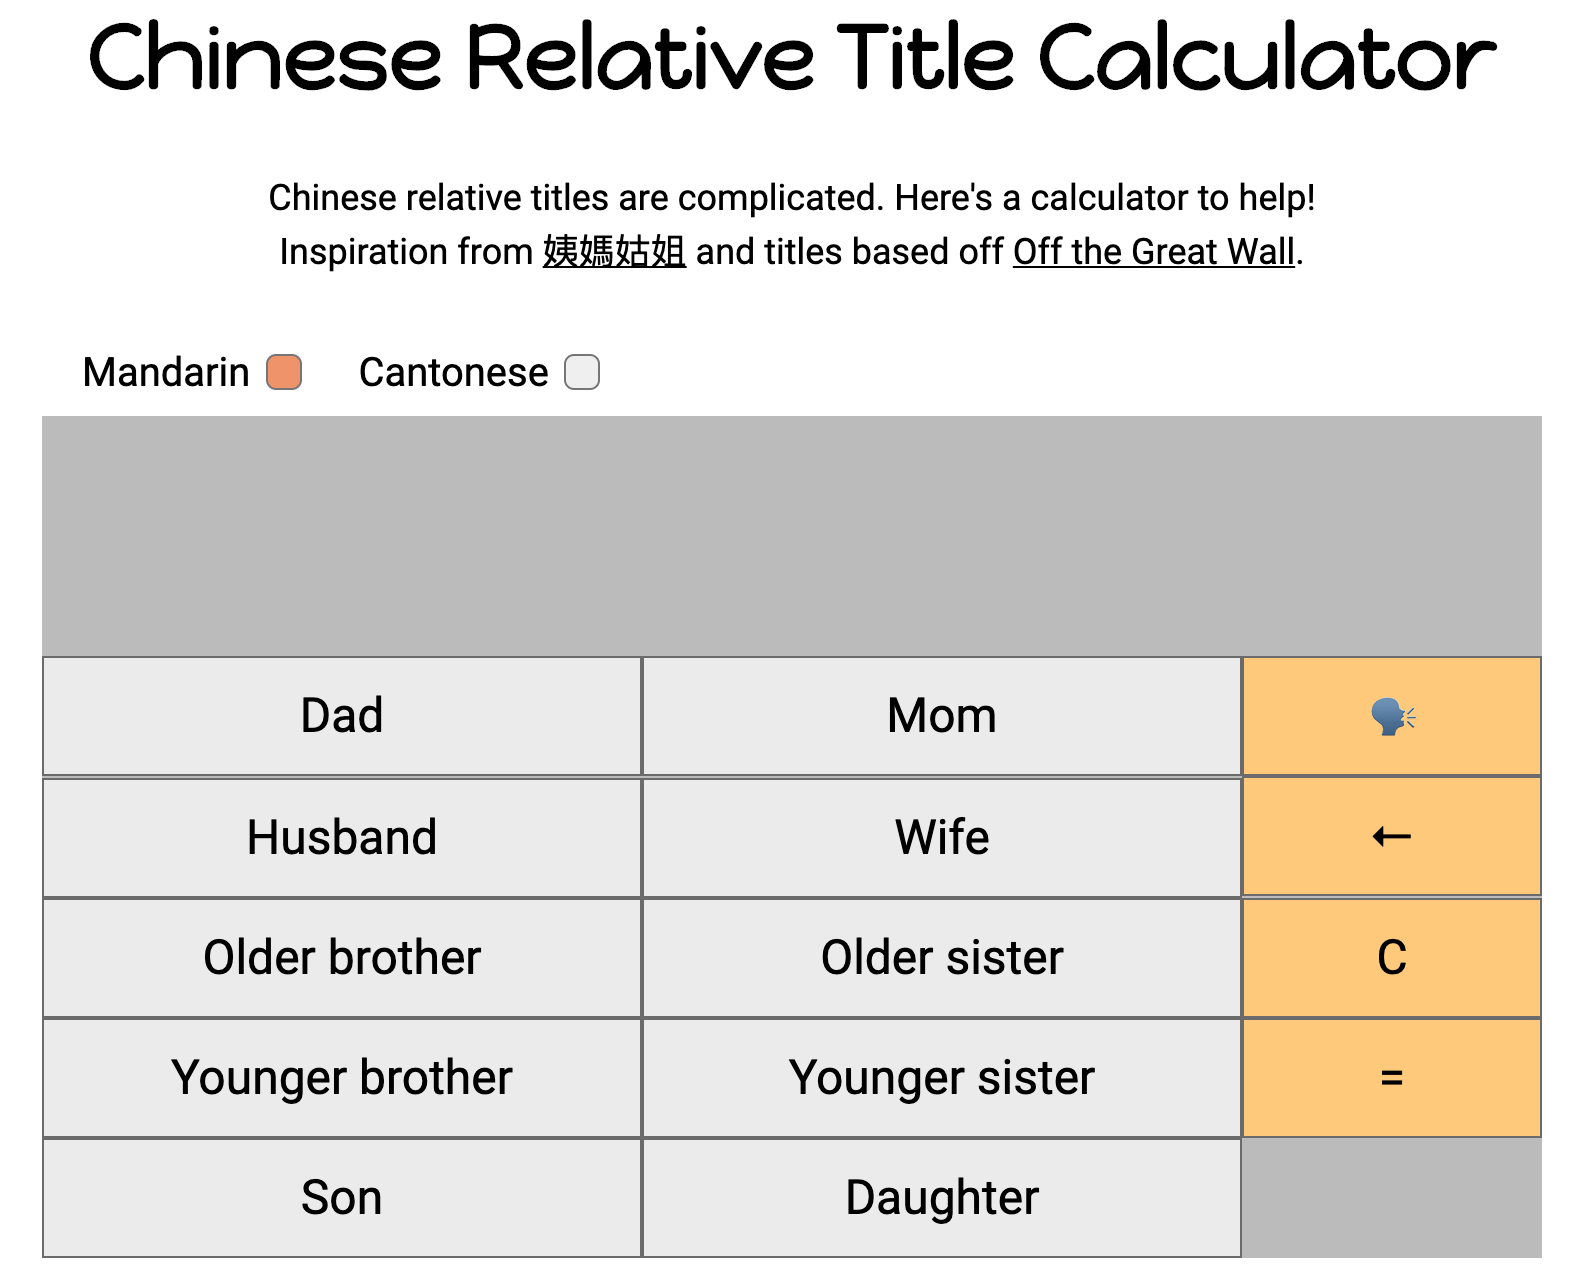 Chinese Relative Title Calculator
Chinese relative titles are complicated. Here's a calculator to help!
Inspiration from 姨媽姑姐 and titles based off Off the Great Wall.
Mandarin Cantonese
Dad Mom 🗣
Husband Wife ←
Older brother Older sister C
Younger brother Younger sister =
Son Daughter